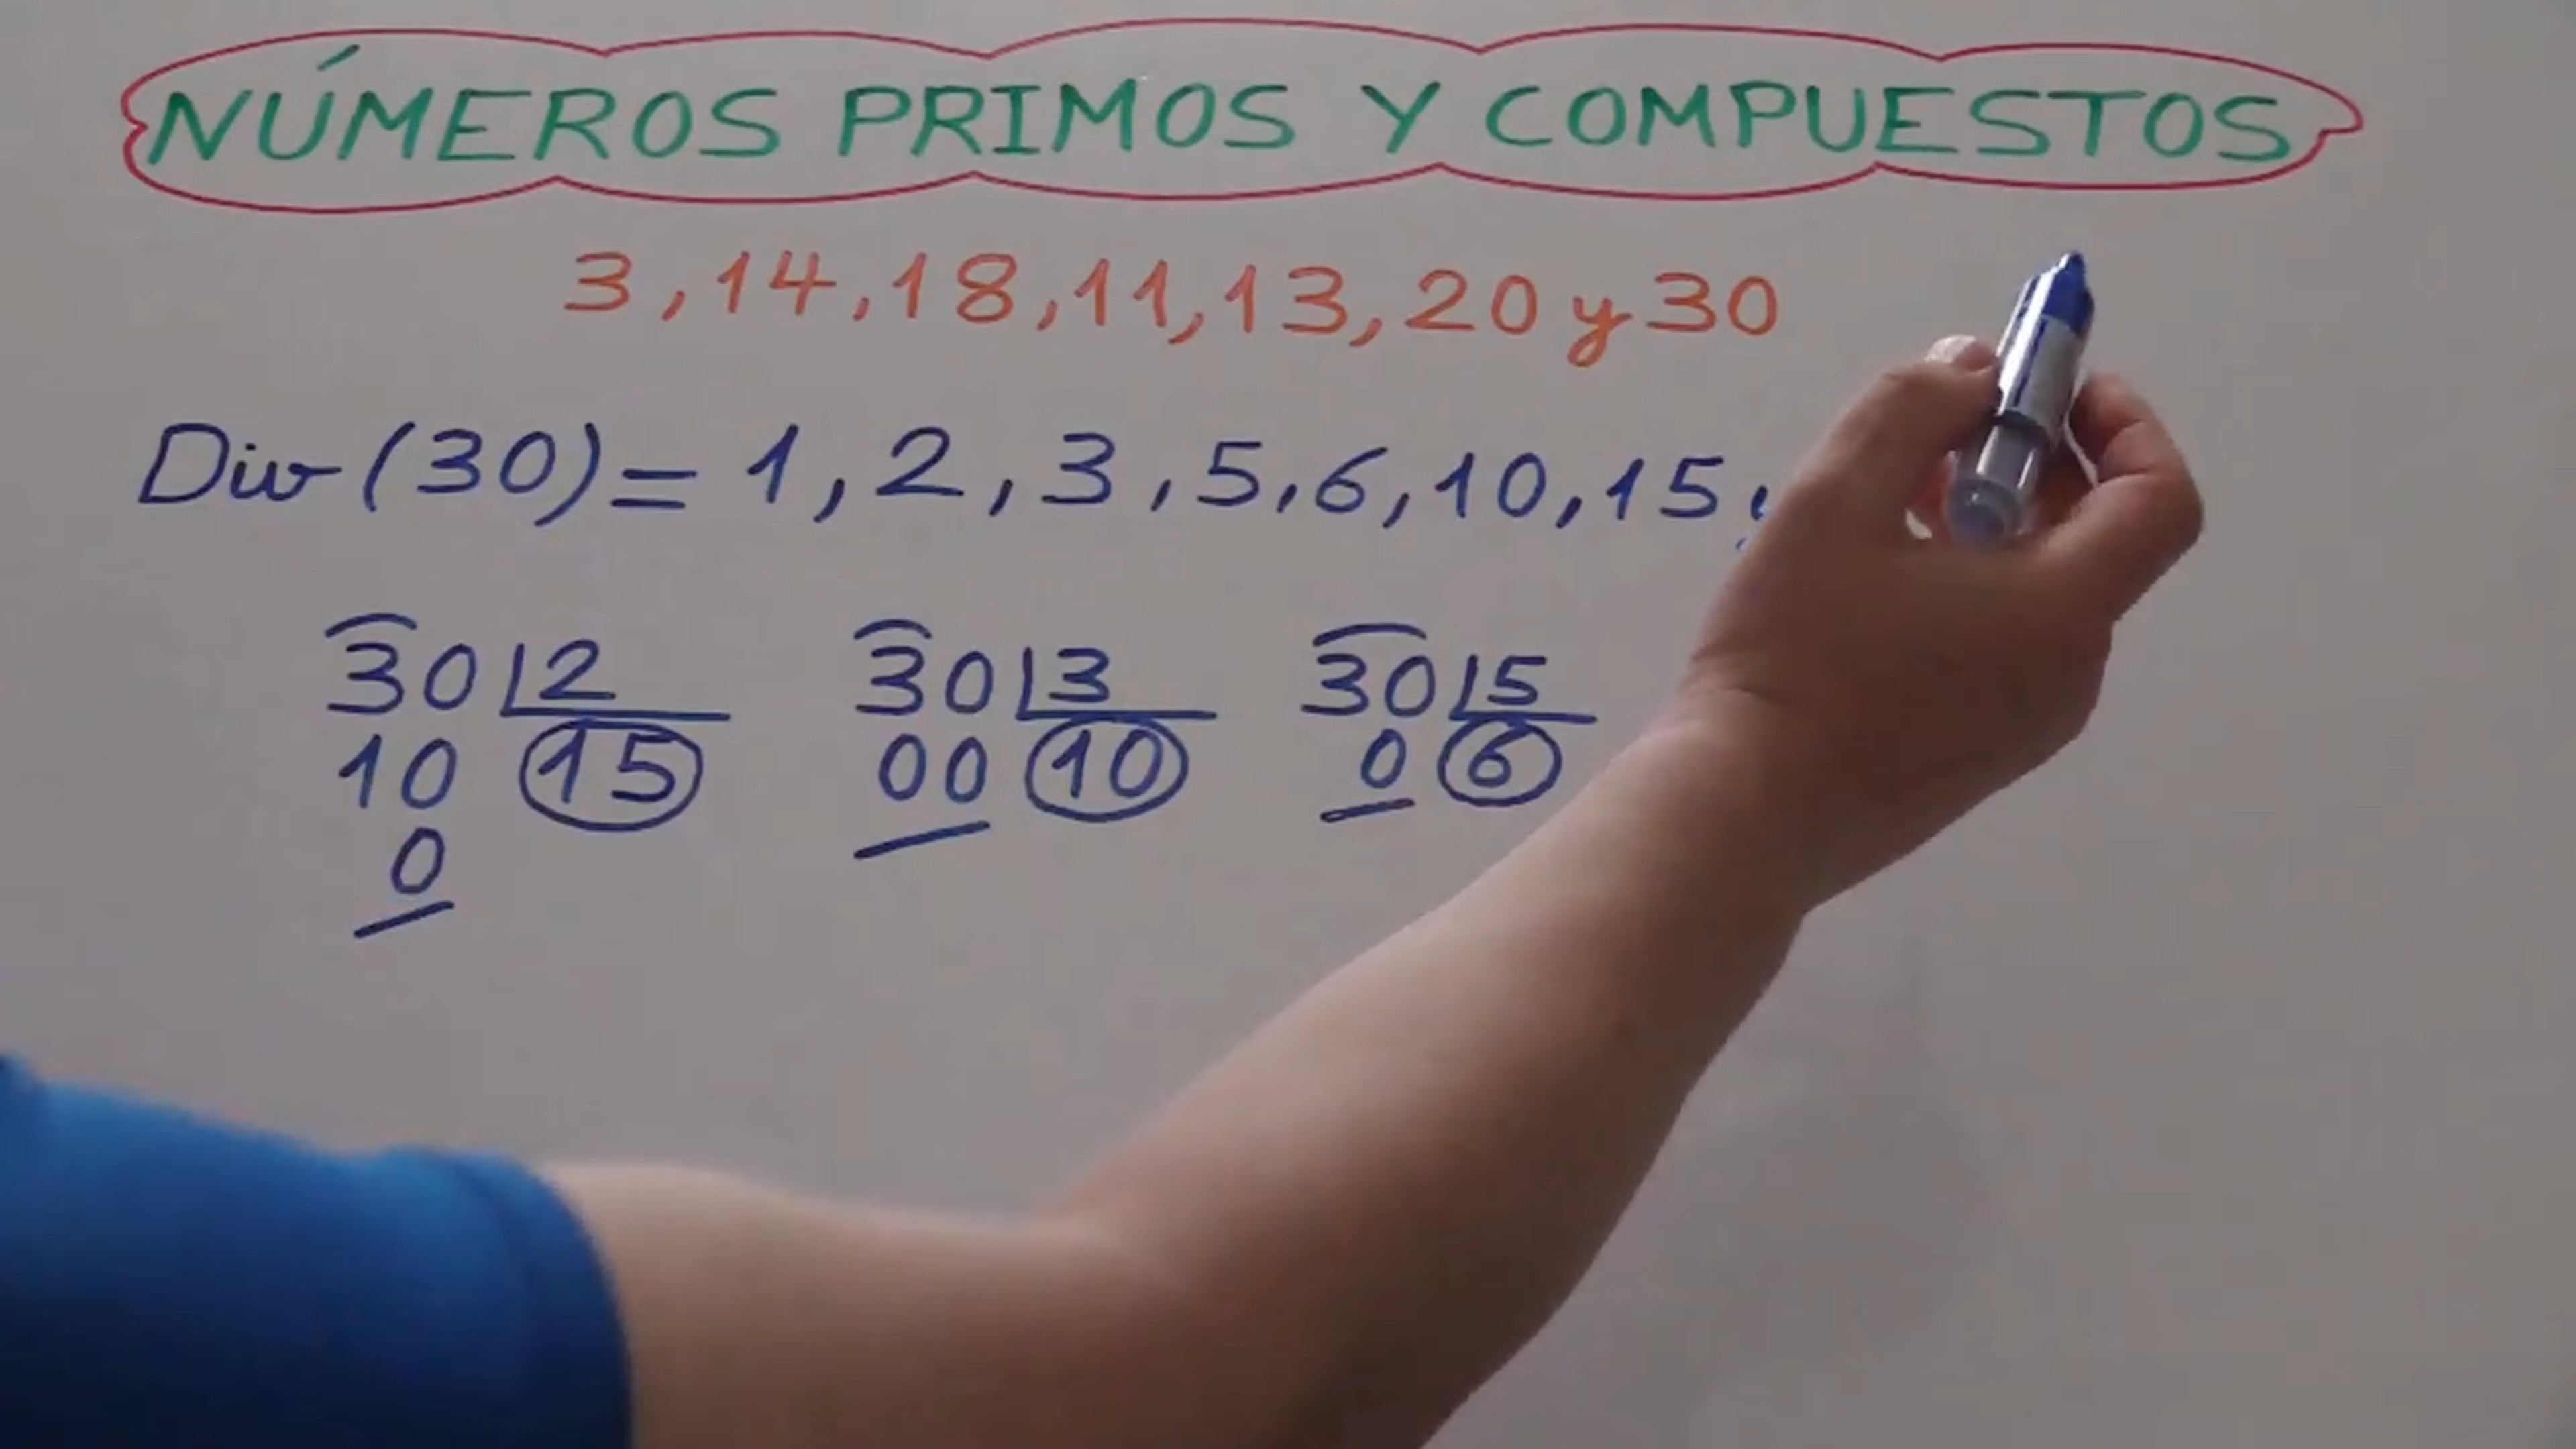 NÚMEROS PRIMOS Y COMPUESTOS
3, 14, 18, 11, 13, 20 y 30
Div (30) = 1, 2, 3, 5, 6, 10, 15
30 2 30 3 30 5
10 15 00 10 0 6
0